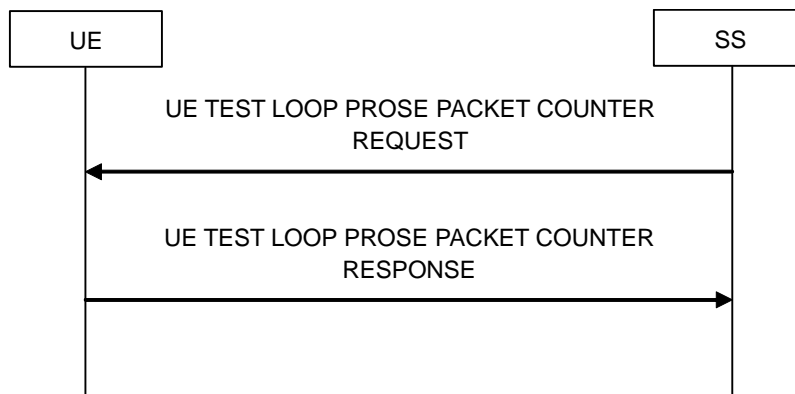 UE
SS
UE TEST LOOP PROSE PACKET COUNTER
REQUEST
UE TEST LOOP PROSE PACKET COUNTER
RESPONSE